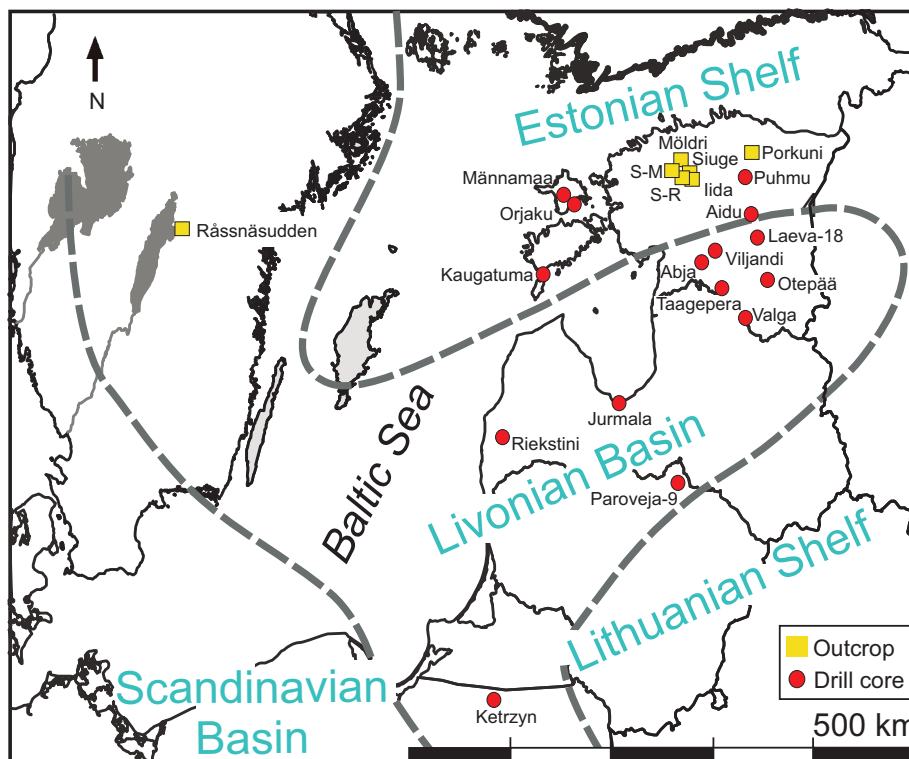 N
Estonian Shelf
Möldri
Siuge
Porkuni
S-M
Puhmu
S-R
Iida
Männamaa
Orjaku
Aidu
Råssnäsudden
Laeva-18
Viljandi
Kaugatuma
Abja
Otepää
Taagepera
Valga
Jurmala
Baltic Sea
Riekstini
Livonian Basin
Paroveja-9
Lithuanian Shelf
Outcrop
Drill core
Scandinavian
Basin
Ketrzyn
500 km